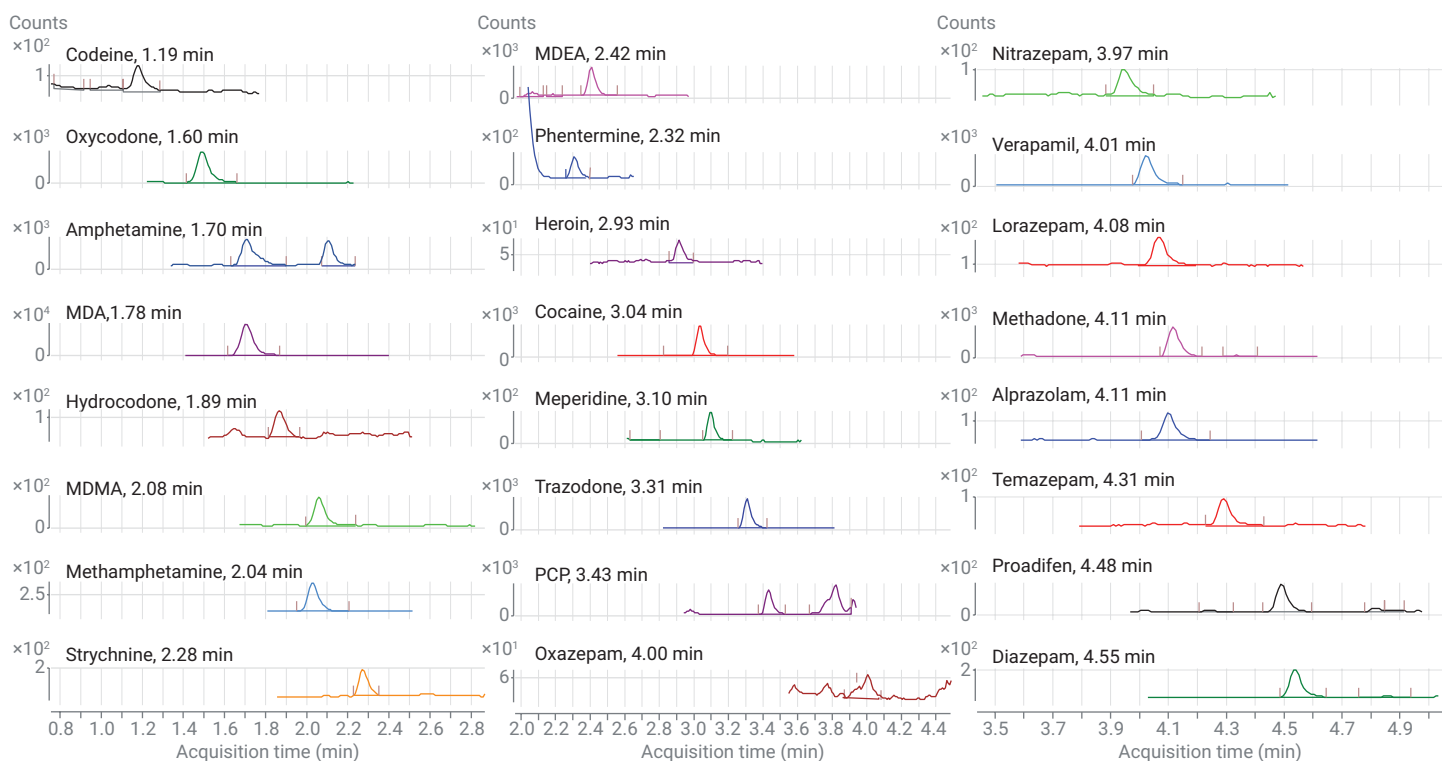 Counts
×10²
Codeine, 1.19 min
1
×10³
Oxycodone, 1.60 min
0
×10³
Amphetamine, 1.70 min
0
×10⁴
MDA,1.78 min
0
×10²
Hydrocodone, 1.89 min
1
×10³
MDMA, 2.08 min
0
×10²
Methamphetamine, 2.04 min
2.5
×10²
Strychnine, 2.28 min
2
0.8 1.0 1.2 1.4 1.6 1.8 2.0 2.2 2.4 2.6 2.8
Acquisition time (min)
Counts
×10³
MDEA, 2.42 min
0
×10²
Phentermine, 2.32 min
0
×10¹
Heroin, 2.93 min
5
×10³
Cocaine, 3.04 min
0
×10²
Meperidine, 3.10 min
0
×10³
Trazodone, 3.31 min
0
×10³
PCP, 3.43 min
0
×10¹
Oxazepam, 4.00 min
6
2.0 2.2 2.4 2.6 2.8 3.0 3.2 3.4 3.6 4.0 4.2 4.4
Acquisition time (min)
Counts
×10²
Nitrazepam, 3.97 min
1
×10³
Verapamil, 4.01 min
0
×10²
Lorazepam, 4.08 min
1
×10³
Methadone, 4.11 min
0
×10²
Alprazolam, 4.11 min
1
×10²
Temazepam, 4.31 min
1
×10²
Proadifen, 4.48 min
0
×10²
Diazepam, 4.55 min
2
3.5 3.7 3.9 4.1 4.3 4.5 4.7 4.9
Acquisition time (min)